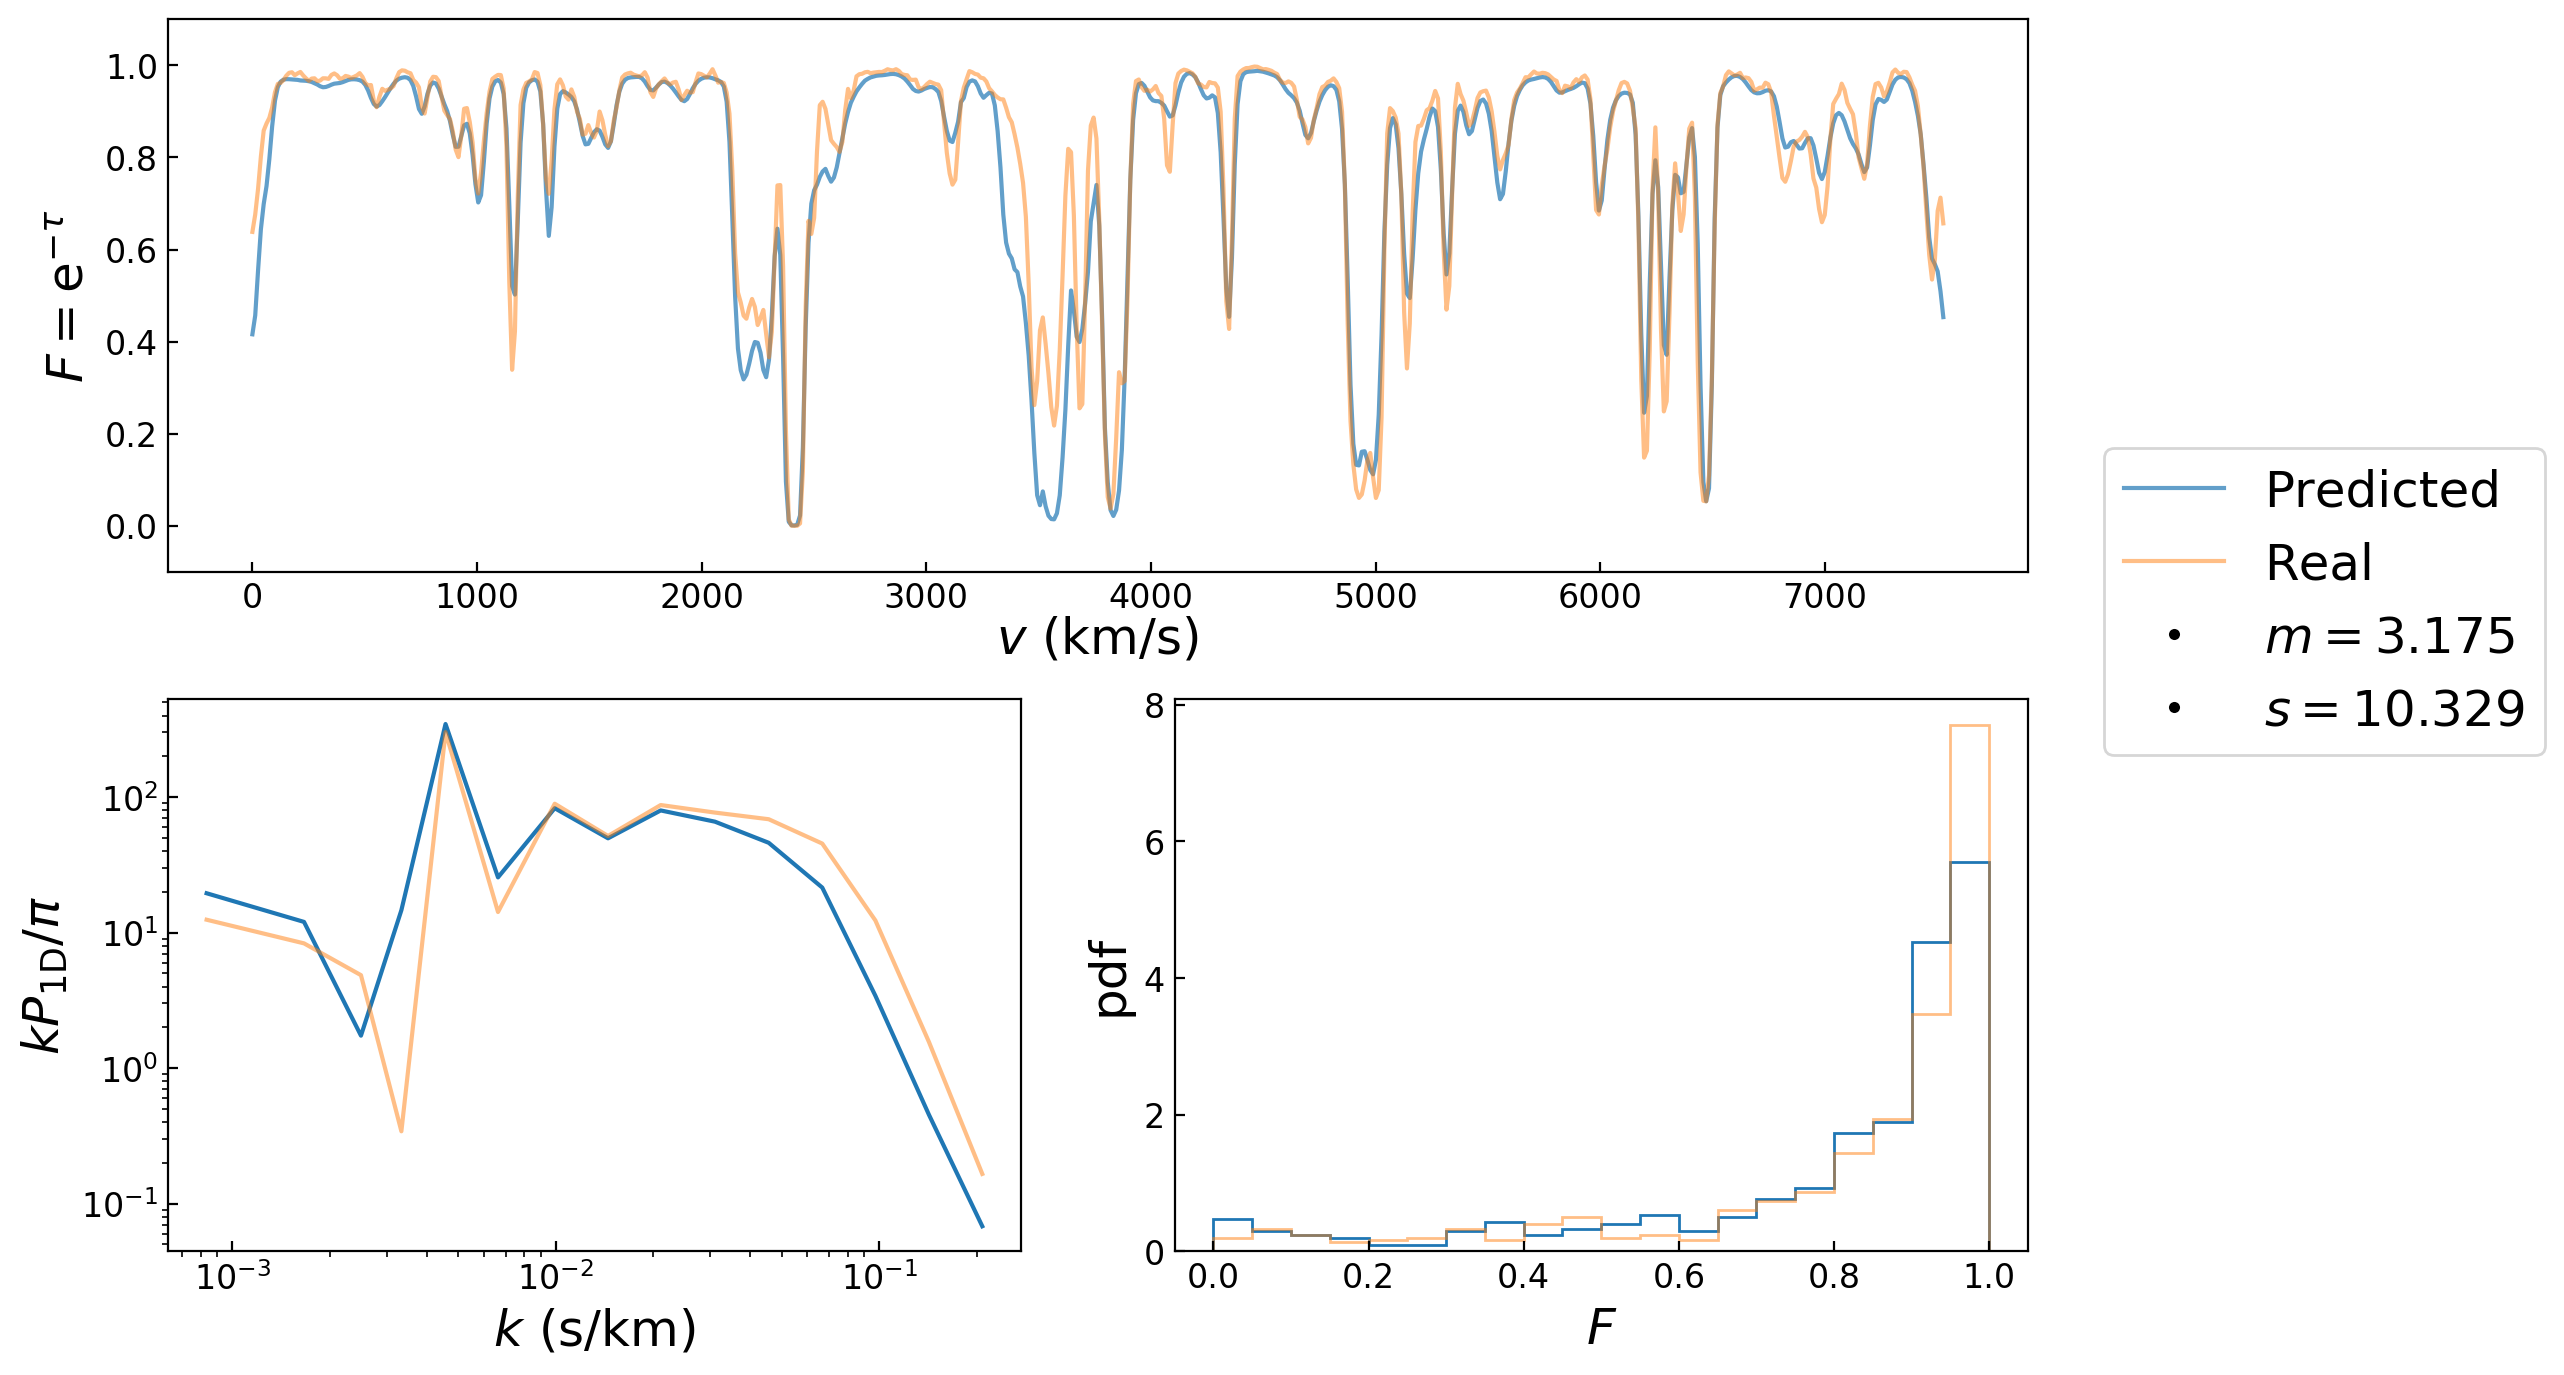 1.0
0.8
0.6
0.4
0.2
0.0
F = e^{−τ}
0 1000 2000 3000 4000 5000 6000 7000
v (km/s)
Predicted
Real
m = 3.175
s = 10.329
10^2
10^1
10^0
10^{−1}
kP_{1D}/π
10^{−3} 10^{−2} 10^{−1}
k (s/km)
8
6
4
2
0
pdf
0.0 0.2 0.4 0.6 0.8 1.0
F